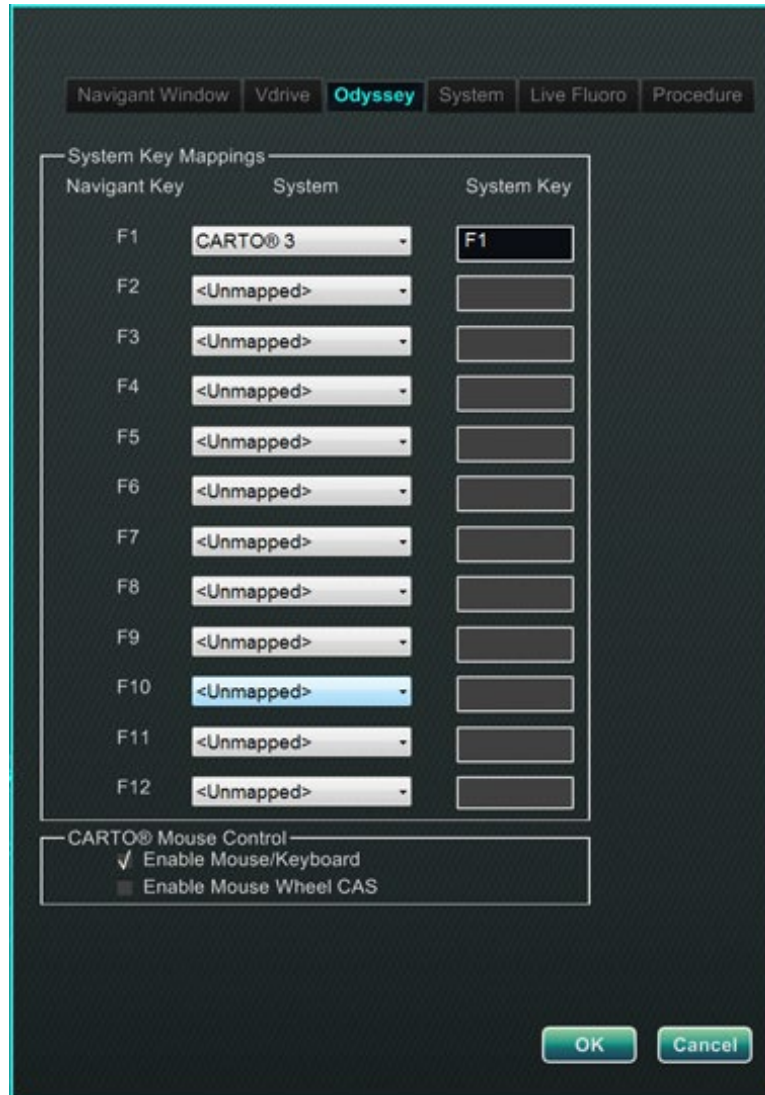 Navigant Window Vdrive Odyssey System Live Fluoro Procedure
System Key Mappings
Navigant Key System System Key
F1 CARTO® 3 F1
F2 <Unmapped>
F3 <Unmapped>
F4 <Unmapped>
F5 <Unmapped>
F6 <Unmapped>
F7 <Unmapped>
F8 <Unmapped>
F9 <Unmapped>
F10 <Unmapped>
F11 <Unmapped>
F12 <Unmapped>
CARTO® Mouse Control
Enable Mouse/Keyboard
Enable Mouse Wheel CAS
OK Cancel